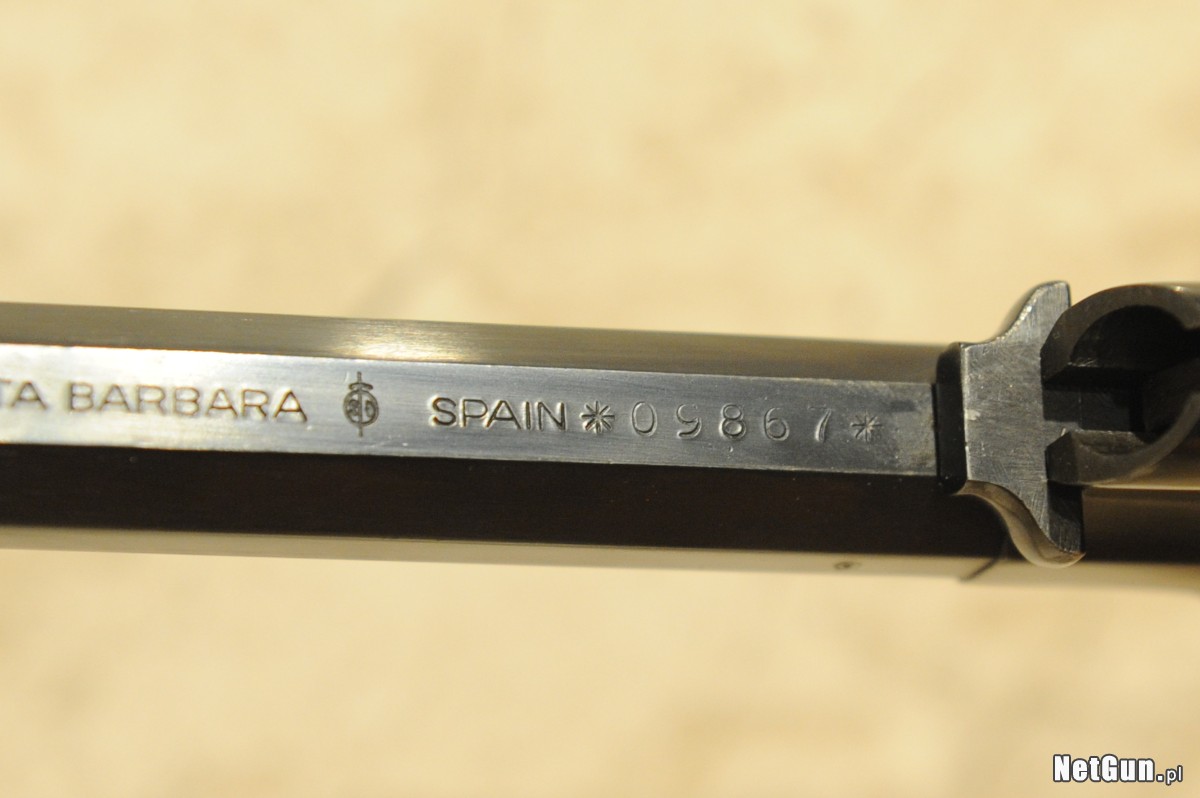 TA BARBARA SPAIN *09867*
NetGun.pl